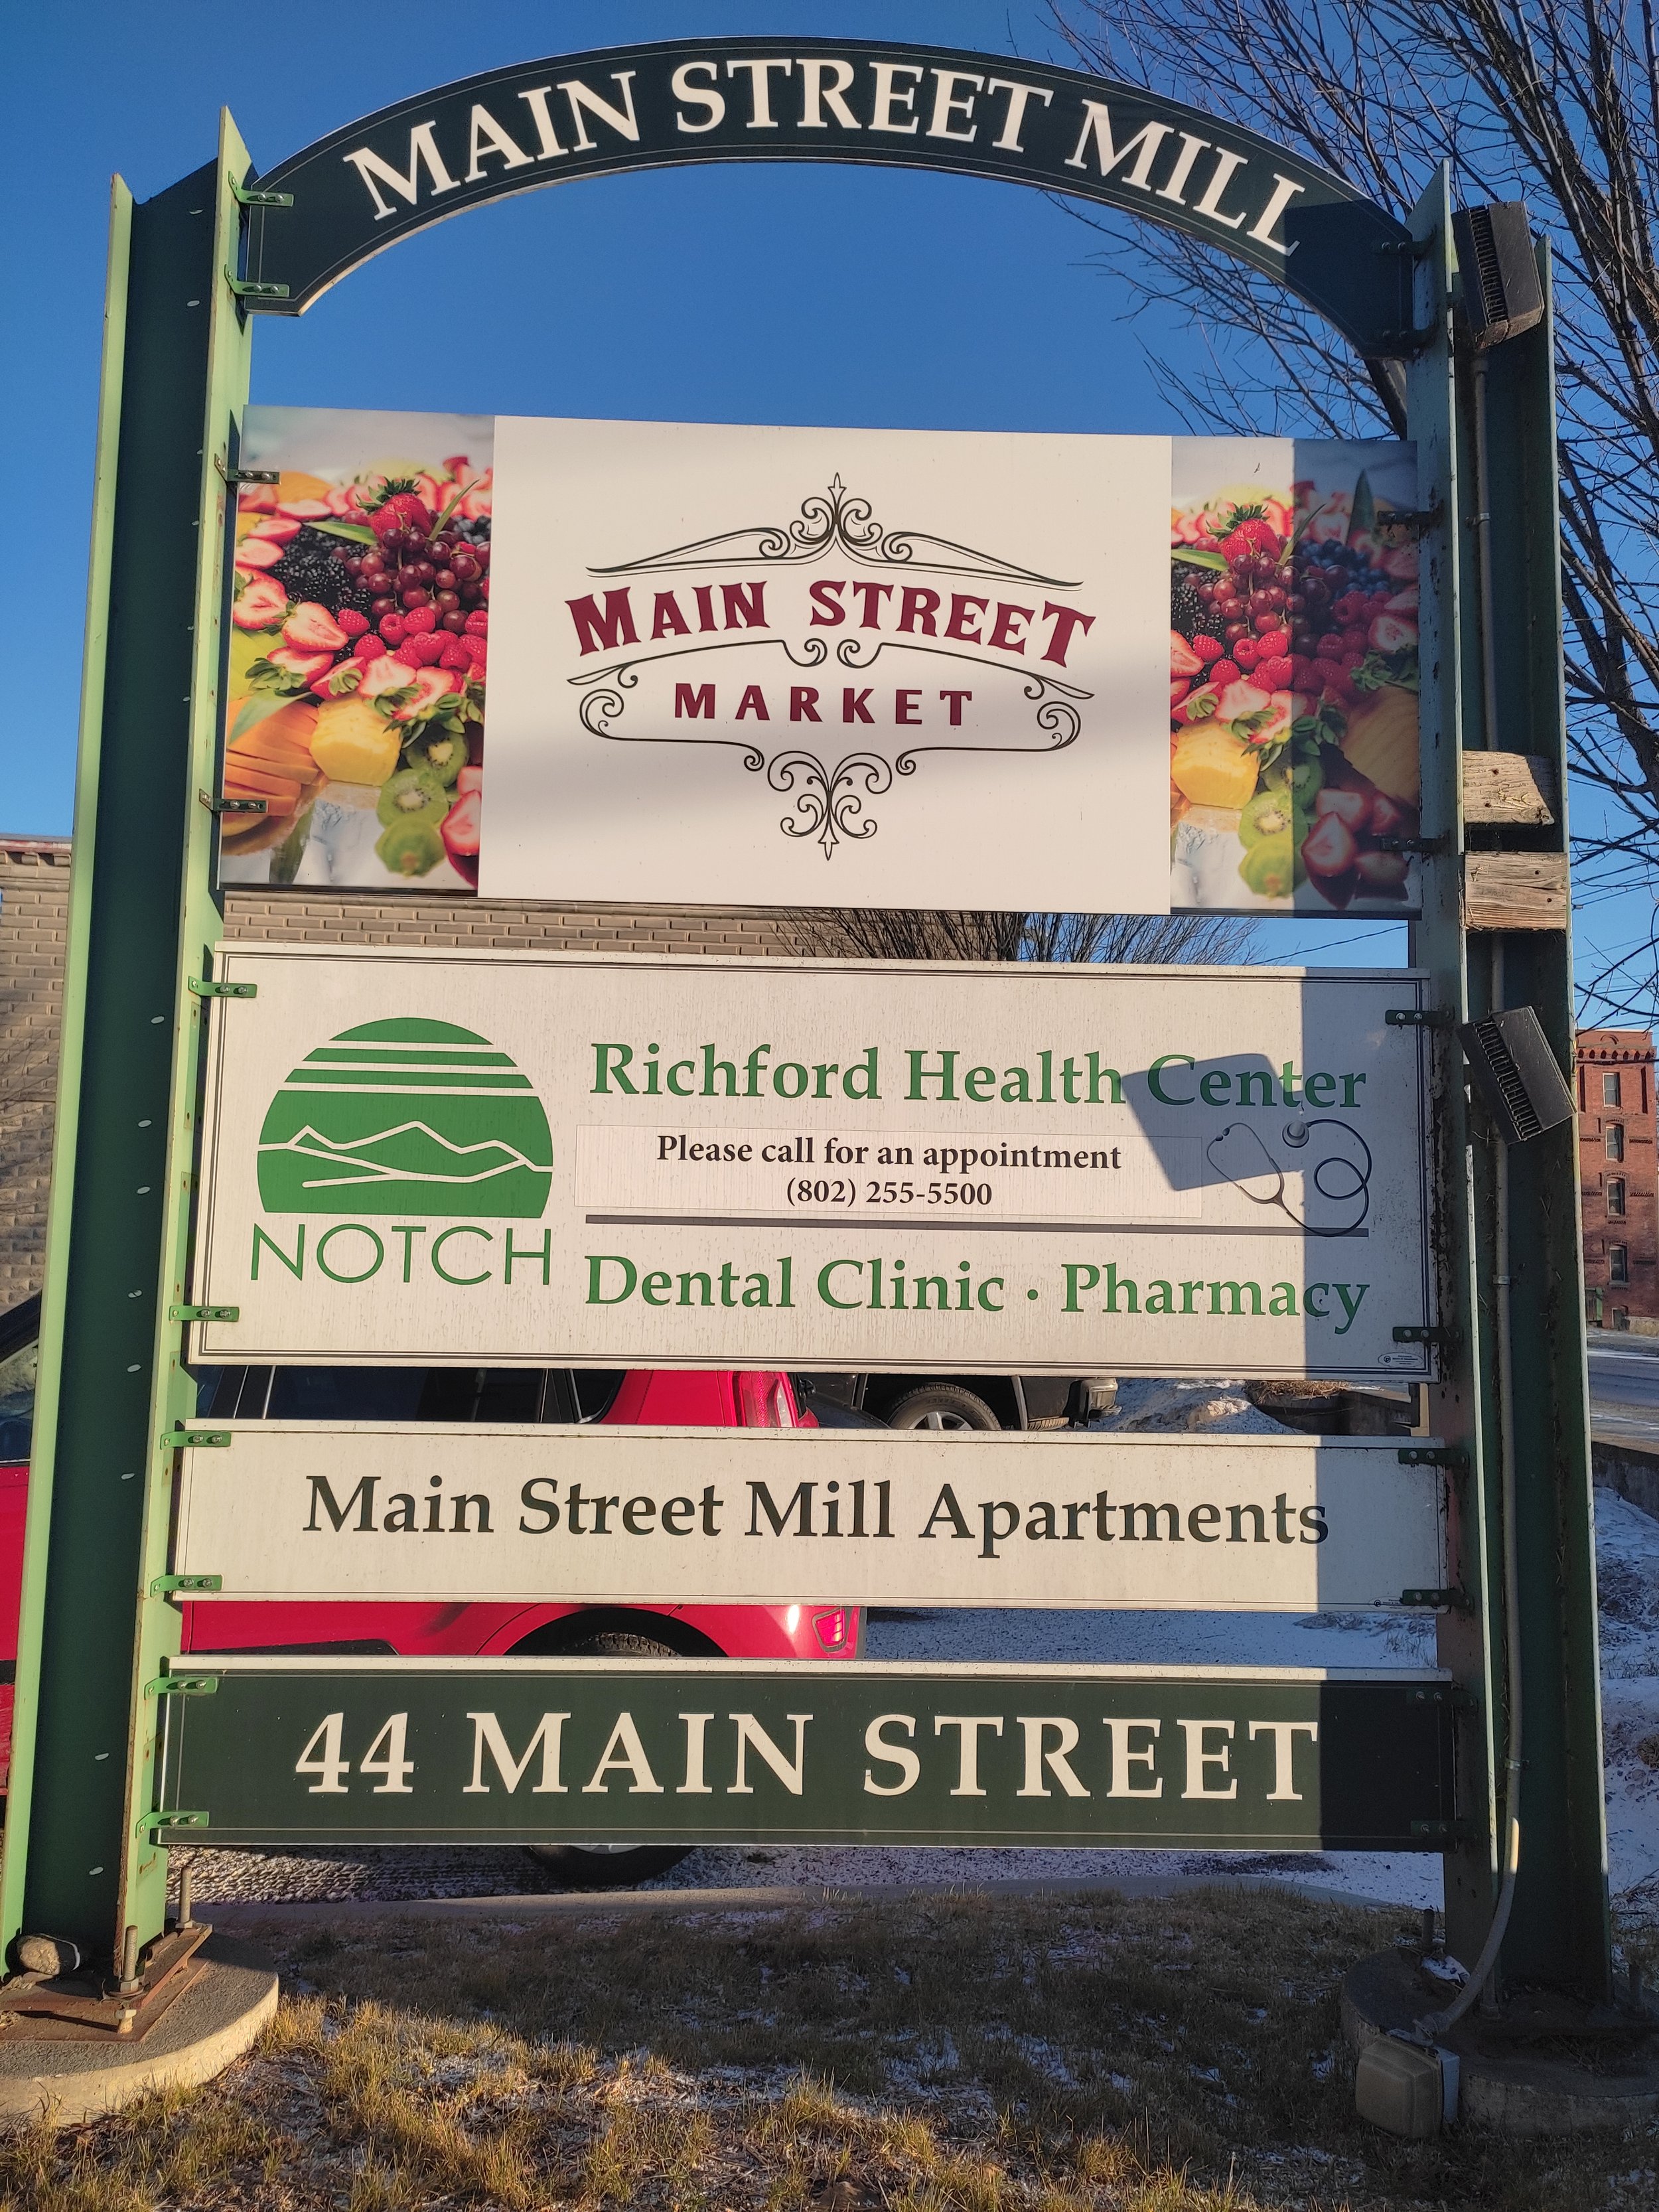 MAIN STREET MILL
MAIN STREET
MARKET
Richford Health Center
Please call for an appointment
(802) 255-5500
NOTCH
Dental Clinic · Pharmacy
Main Street Mill Apartments
44 MAIN STREET